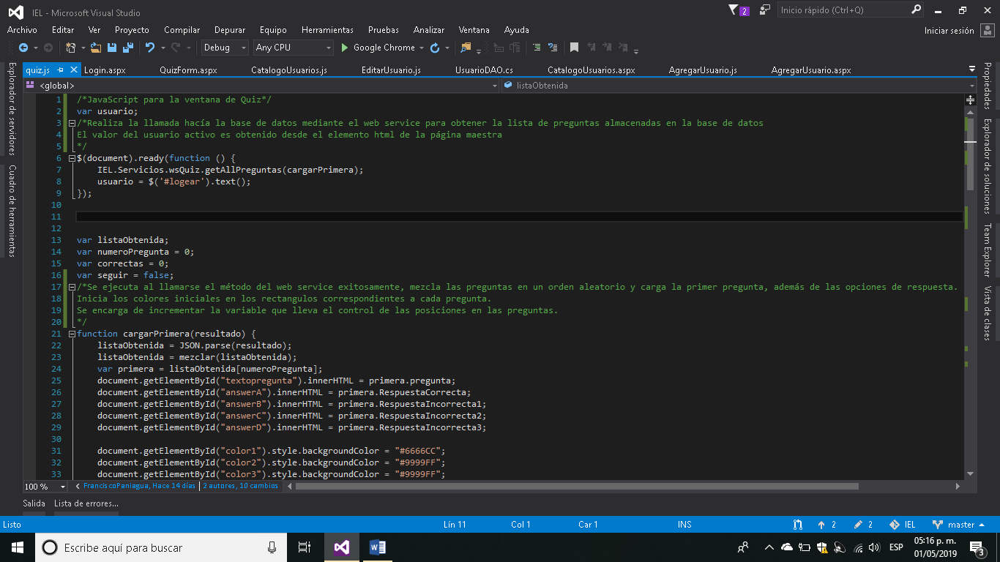 IEL - Microsoft Visual Studio
2
Inicio rápido (Ctrl+Q)
Archivo Editar Ver Proyecto Compilar Depurar Equipo Herramientas Pruebas Analizar Ventana Ayuda
Iniciar sesión
Debug Any CPU Google Chrome
quiz.js Login.aspx QuizForm.aspx CatalogoUsuarios.js EditarUsuario.js UsuarioDAO.cs CatalogoUsuarios.aspx AgregarUsuario.js AgregarUsuario.aspx
<global> listaObtenida
Explorador de servidores
Cuadro de herramientas
1 /*JavaScript para la ventana de Quiz*/
2 var usuario;
3 /*Realiza la llamada hacía la base de datos mediante el web service para obtener la lista de preguntas almacenadas en la base de datos
4 El valor del usuario activo es obtenido desde el elemento html de la página maestra
5 */
6 $(document).ready(function () {
7 IEL.Servicios.wsQuiz.getAllPreguntas(cargarPrimera);
8 usuario = $('#logear').text();
9 });
10
11
12
13 var listaObtenida;
14 var numeroPregunta = 0;
15 var correctas = 0;
16 var seguir = false;
17 /*Se ejecuta al llamarse el método del web service exitosamente, mezcla las preguntas en un orden aleatorio y carga la primer pregunta, además de las opciones de respuesta.
18 Inicia los colores iniciales en los rectangulos correspondientes a cada pregunta.
19 Se encarga de incrementar la variable que lleva el control de las posiciones en las preguntas.
20 */
21 function cargarPrimera(resultado) {
22 listaObtenida = JSON.parse(resultado);
23 listaObtenida = mezclar(listaObtenida);
24 var primera = listaObtenida[numeroPregunta];
25 document.getElementById("textopregunta").innerHTML = primera.pregunta;
26 document.getElementById("answerA").innerHTML = primera.RespuestaCorrecta;
27 document.getElementById("answerB").innerHTML = primera.RespuestaIncorrecta1;
28 document.getElementById("answerC").innerHTML = primera.RespuestaIncorrecta2;
29 document.getElementById("answerD").innerHTML = primera.RespuestaIncorrecta3;
30
31 document.getElementById("color1").style.backgroundColor = "#6666CC";
32 document.getElementById("color2").style.backgroundColor = "#9999FF";
33 document.getElementById("color3").style.backgroundColor = "#9999FF";
Propiedades
Explorador de soluciones
Team Explorer
Vista de clases
100 % FranciscoPaniagua, Hace 14 días | 2 autores, 10 cambios
Salida Lista de errores...
Listo Lín 11 Col 1 Car 1 INS 2 2 IEL master
Escribe aquí para buscar
ESP
05:16 p. m.
01/05/2019
3